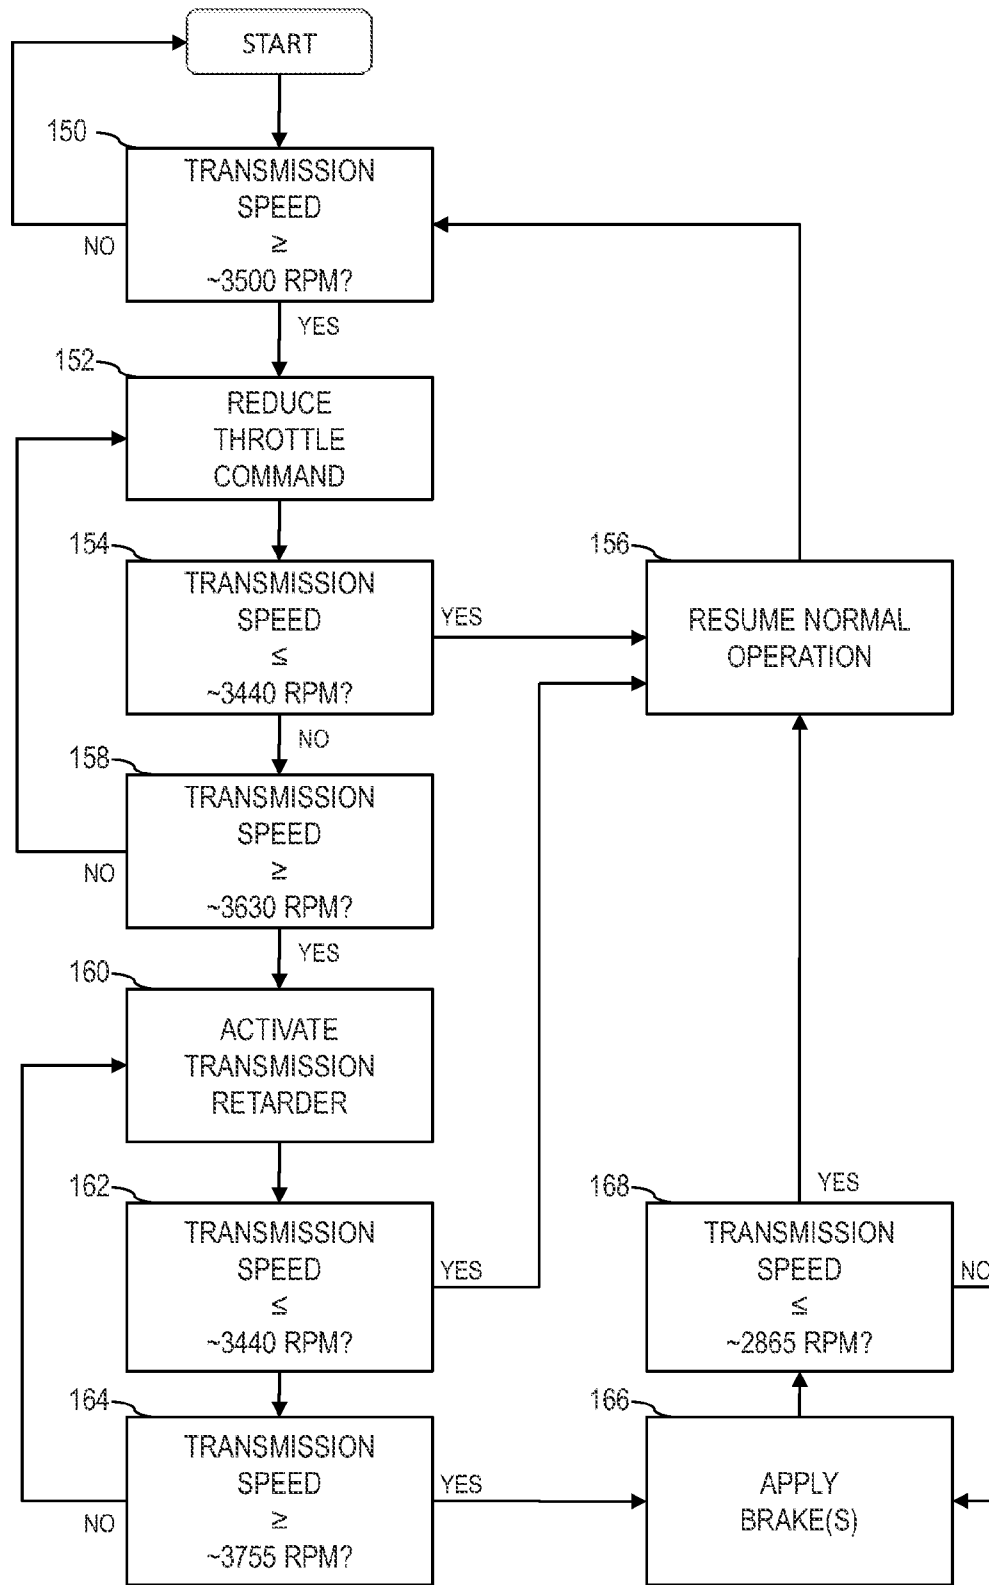 START
150
TRANSMISSION
SPEED
≥
~3500 RPM?
NO
YES
152
REDUCE
THROTTLE
COMMAND
154
TRANSMISSION
SPEED
≤
~3440 RPM?
YES
NO
156
RESUME NORMAL
OPERATION
158
TRANSMISSION
SPEED
≥
~3630 RPM?
NO
YES
160
ACTIVATE
TRANSMISSION
RETARDER
162
TRANSMISSION
SPEED
≤
~3440 RPM?
YES
164
TRANSMISSION
SPEED
≥
~3755 RPM?
NO
YES
166
APPLY
BRAKE(S)
168
TRANSMISSION
SPEED
≤
~2865 RPM?
YES
NO